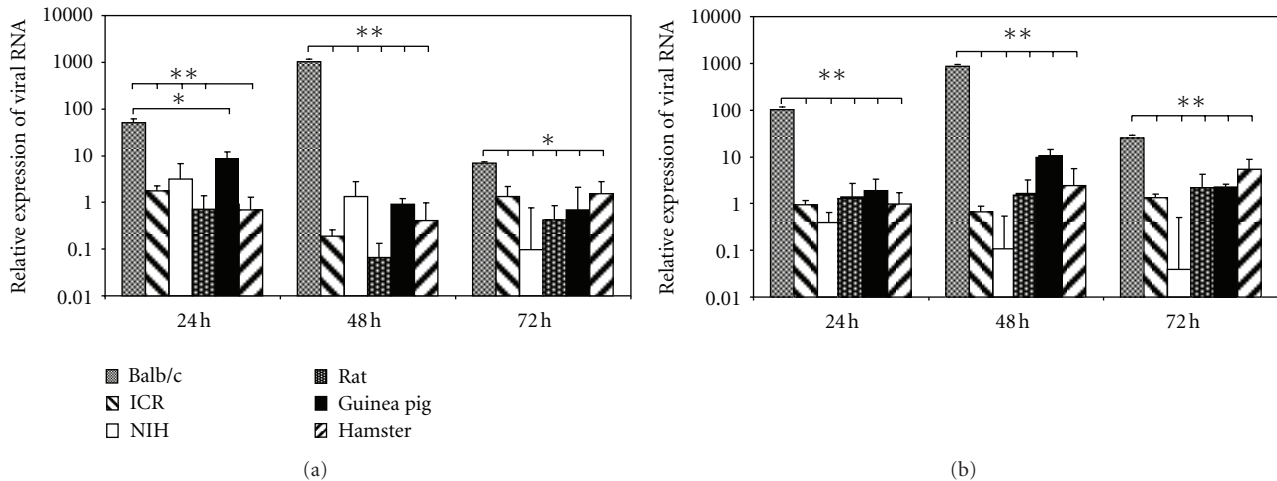 Relative expression of viral RNA
10000
1000
100
10
1
0.1
0.01
**
*
**
*
24 h
48 h
72 h
Balb/c
ICR
NIH
Rat
Guinea pig
Hamster
(a)
Relative expression of viral RNA
10000
1000
100
10
1
0.1
0.01
**
**
**
24 h
48 h
72 h
(b)